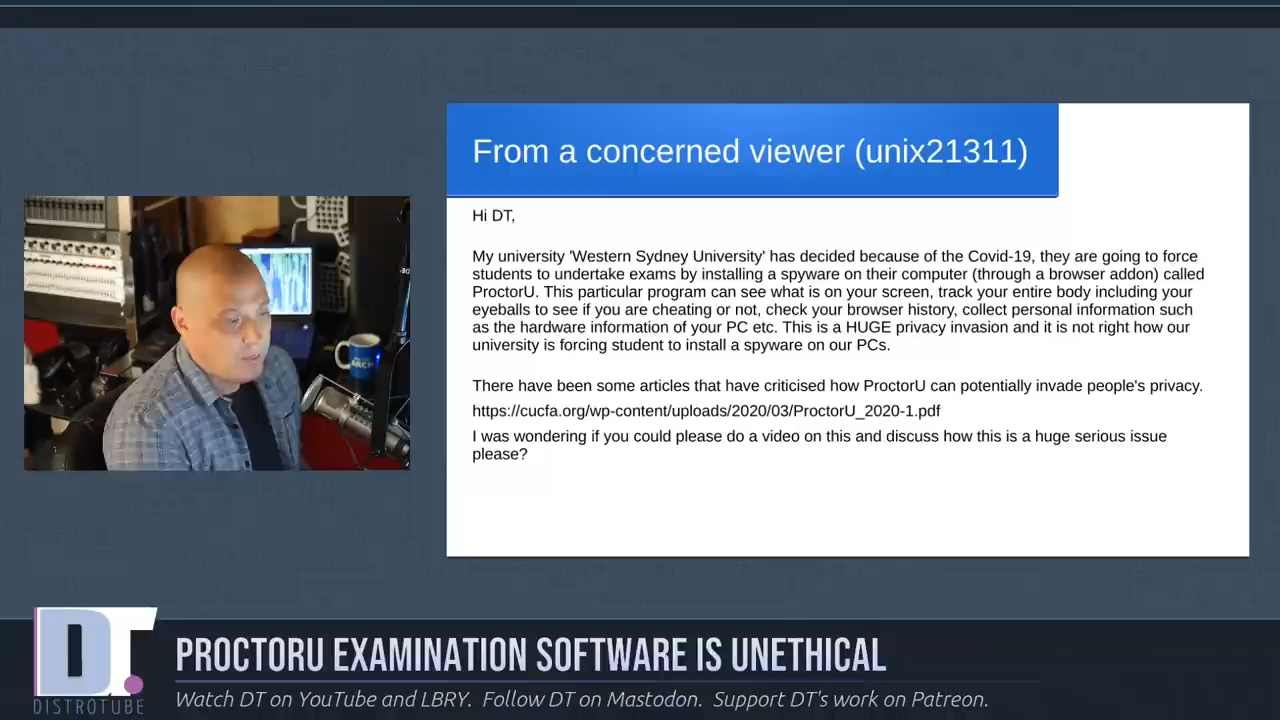 From a concerned viewer (unix21311)
Hi DT,
My university 'Western Sydney University' has decided because of the Covid-19, they are going to force
students to undertake exams by installing a spyware on their computer (through a browser addon) called
ProctorU. This particular program can see what is on your screen, track your entire body including your
eyeballs to see if you are cheating or not, check your browser history, collect personal information such
as the hardware information of your PC etc. This is a HUGE privacy invasion and it is not right how our
university is forcing student to install a spyware on our PCs.
There have been some articles that have criticised how ProctorU can potentially invade people's privacy.
https://cucfa.org/wp-content/uploads/2020/03/ProctorU_2020-1.pdf
I was wondering if you could please do a video on this and discuss how this is a huge serious issue
please?
ARCH
DT.
DISTROTUBE
PROCTORU EXAMINATION SOFTWARE IS UNETHICAL
Watch DT on YouTube and LBRY. Follow DT on Mastodon. Support DT's work on Patreon.